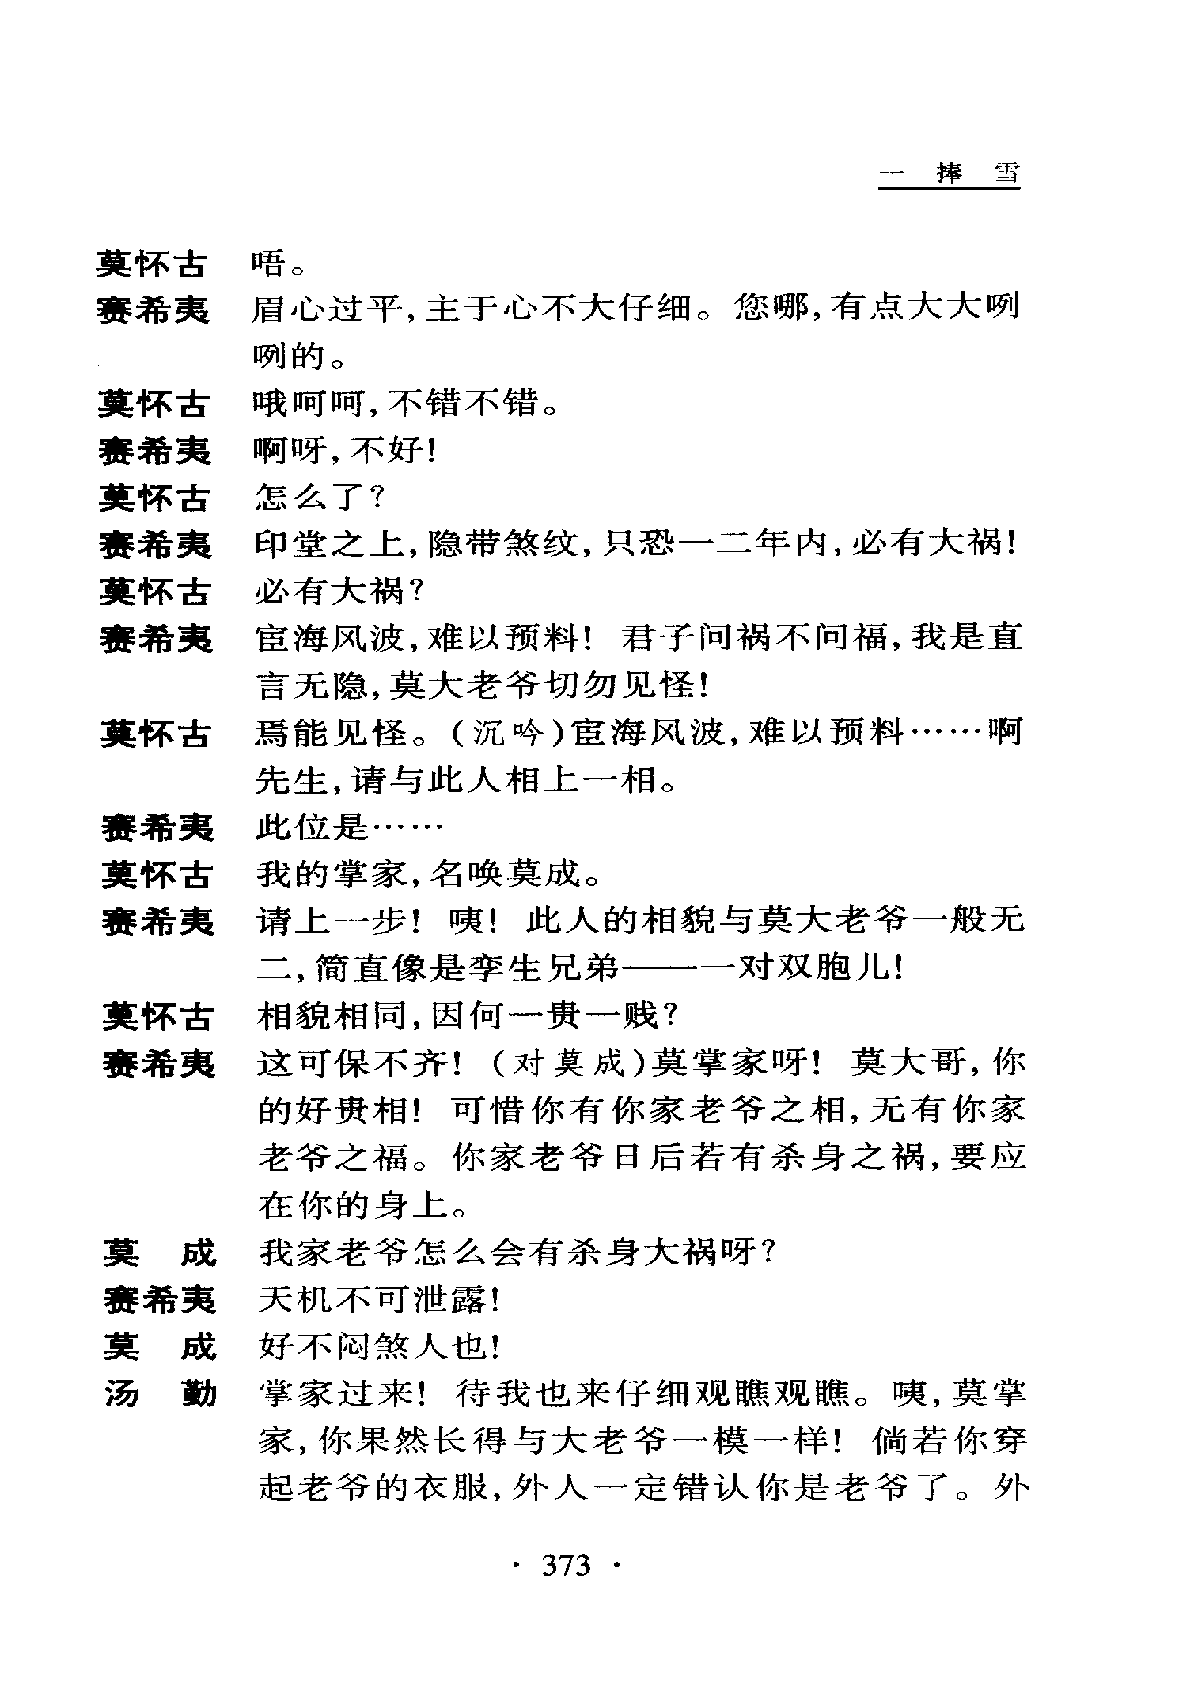 一 捧 雪
莫怀古 唔。
赛希夷 眉心过平,主于心不大仔细。您哪,有点大大咧
咧的。
莫怀古 哦呵呵,不错不错。
赛希夷 啊呀,不好!
莫怀古 怎么了?
赛希夷 印堂之上,隐带煞纹,只恐一二年内,必有大祸!
莫怀古 必有大祸?
赛希夷 宦海风波,难以预料! 君子问祸不问福,我是直
言无隐,莫大老爷切勿见怪!
莫怀古 焉能见怪。(沉吟)宦海风波,难以预料……啊
先生,请与此人相上一相。
赛希夷 此位是……
莫怀古 我的掌家,名唤莫成。
赛希夷 请上一步! 咦! 此人的相貌与莫大老爷一般无
二,简直像是孪生兄弟——一对双胞儿!
莫怀古 相貌相同,因何一贵一贱?
赛希夷 这可保不齐! (对莫成)莫掌家呀! 莫大哥,你
的好贵相! 可惜你有你家老爷之相,无有你家
老爷之福。你家老爷日后若有杀身之祸,要应
在你的身上。
莫 成 我家老爷怎么会有杀身大祸呀?
赛希夷 天机不可泄露!
莫 成 好不闷煞人也!
汤 勤 掌家过来! 待我也来仔细观瞧观瞧。咦,莫掌
家,你果然长得与大老爷一模一样! 倘若你穿
起老爷的衣服,外人一定错认你是老爷了。外
· 373 ·